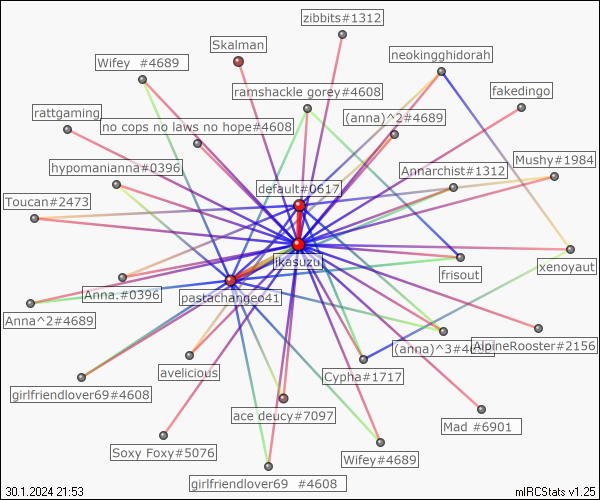 zibbits#1312
Skalman
neokingghidorah
Wifey  #4689
ramshackle gorey#4608
fakedingo
rattgaming
no cops no laws no hope#4608
(anna)^2#4689
hypomanianna#0396
Annarchist#1312
Mushy#1984
default#0617
Toucan#2473
jkasuzu
frisout
xenoyaut
Anna.#0396
pastachangeo41
Anna^2#4689
(anna)^3#4689
AlpineRooster#2156
avelicious
Cypha#1717
girlfriendlover69#4608
ace deucy#7097
Mad #6901
Soxy Foxy#5076
Wifey#4689
girlfriendlover69  #4608
30.1.2024 21:53
mIRCStats v1.25